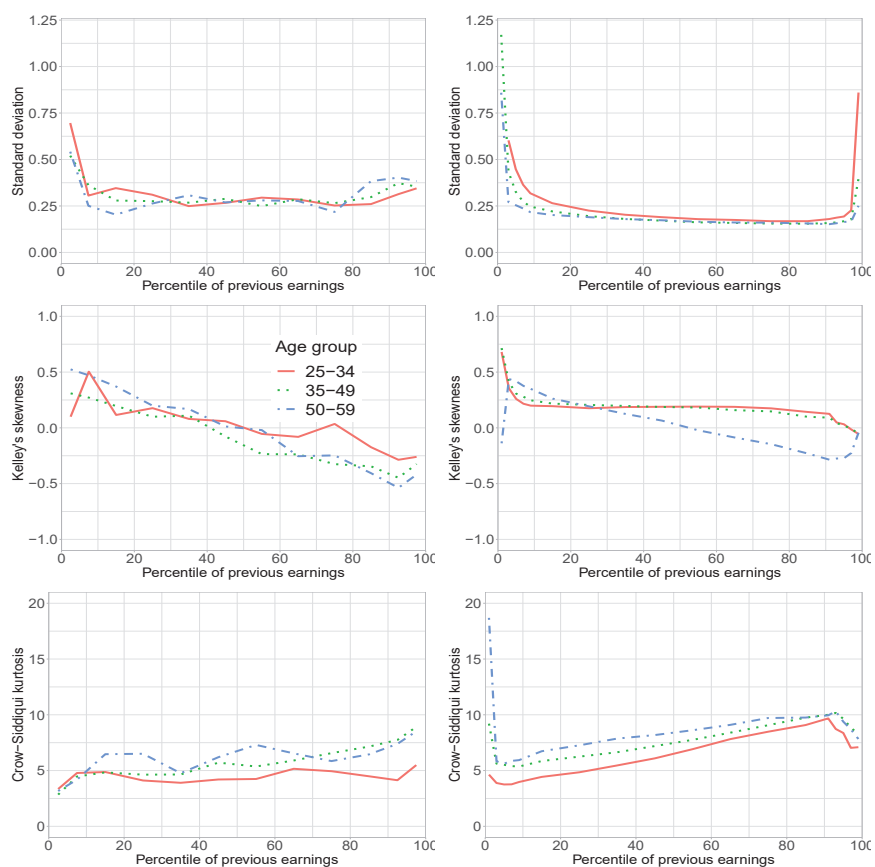 Standard deviation
1.25
1.00
0.75
0.50
0.25
0.00
0 20 40 60 80 100
Percentile of previous earnings
Standard deviation
1.25
1.00
0.75
0.50
0.25
0.00
0 20 40 60 80 100
Percentile of previous earnings
Kelley's skewness
1.0
0.5
0.0
−0.5
−1.0
Age group
25−34
35−49
50−59
0 20 40 60 80 100
Percentile of previous earnings
Kelley's skewness
1.0
0.5
0.0
−0.5
−1.0
0 20 40 60 80 100
Percentile of previous earnings
Crow−Siddiqui kurtosis
20
15
10
5
0
0 20 40 60 80 100
Percentile of previous earnings
Crow−Siddiqui kurtosis
20
15
10
5
0
0 20 40 60 80 100
Percentile of previous earnings